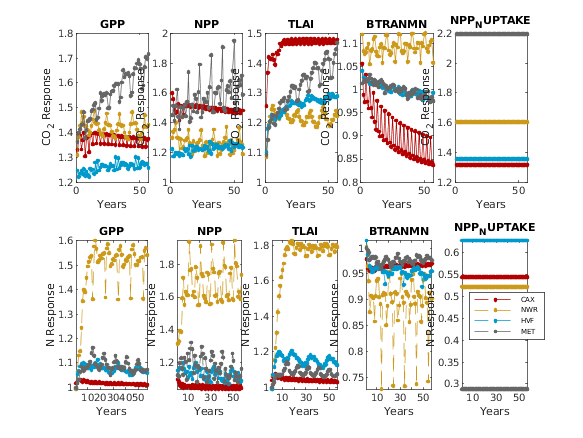 GPP
NPP
TLAI
BTRANMN
NPP_NUPTAKE
CO2 Response
1.8
1.7
1.6
1.5
1.4
1.3
1.2
0
50
Years
CO2 Response
2
1.8
1.6
1.4
1.2
1
0
50
Years
CO2 Response
1.5
1.4
1.3
1.2
1.1
1
0
50
Years
CO2 Response
1.1
1.05
1
0.95
0.9
0.85
0.8
0
50
Years
CO2 Response
2.2
2
1.8
1.6
1.4
1.2
0
50
Years
GPP
NPP
TLAI
BTRANMN
NPP_NUPTAKE
N Response
1.6
1.5
1.4
1.3
1.2
1.1
1
10
20
30
40
50
Years
N Response
1.8
1.6
1.4
1.2
10
30
50
Years
N Response
1.8
1.6
1.4
1.2
1
10
30
50
Years
N Response
1
0.95
0.9
0.85
0.8
0.75
10
30
50
Years
N Response
0.6
0.55
0.5
0.45
0.4
0.35
0.3
10
30
50
Years
CAX
NWR
HVF
MET